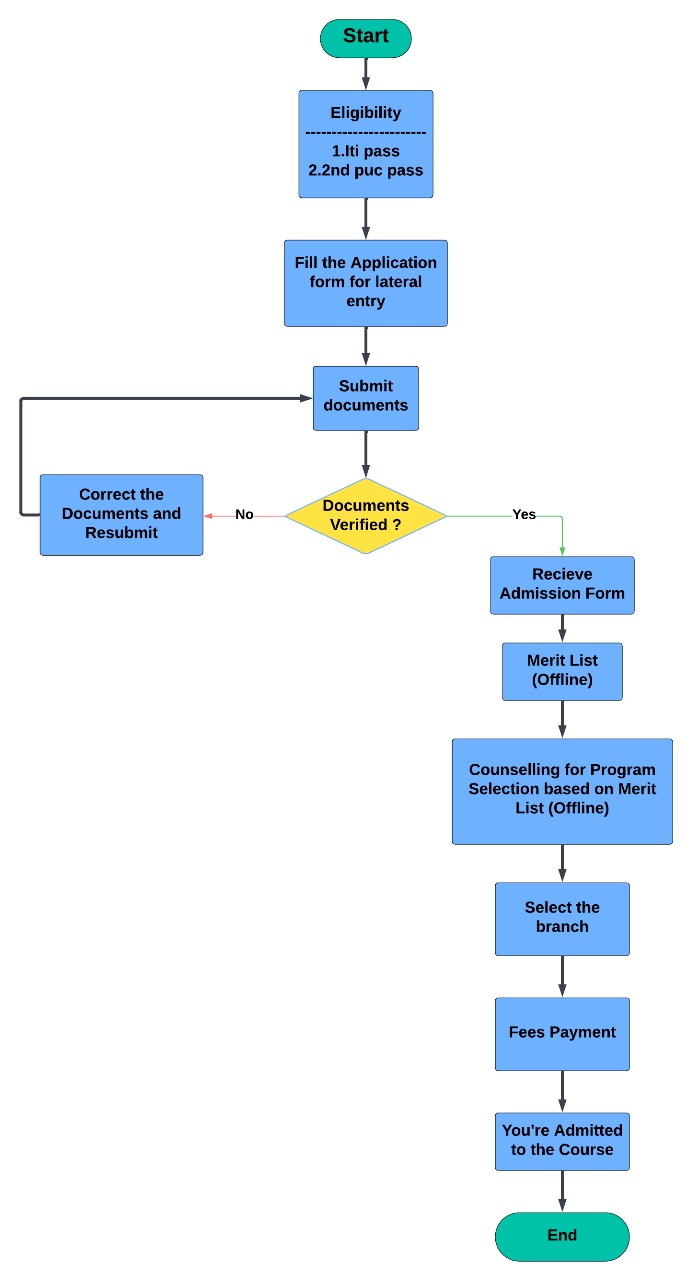 Start
Eligibility
-----------------------
1.Iti pass
2.2nd puc pass
Fill the Application
form for lateral
entry
Submit
documents
Correct the
Documents and
Resubmit
No
Documents
Verified ?
Yes
Recieve
Admission Form
Merit List
(Offline)
Counselling for Program
Selection based on Merit
List (Offline)
Select the
branch
Fees Payment
You're Admitted
to the Course
End